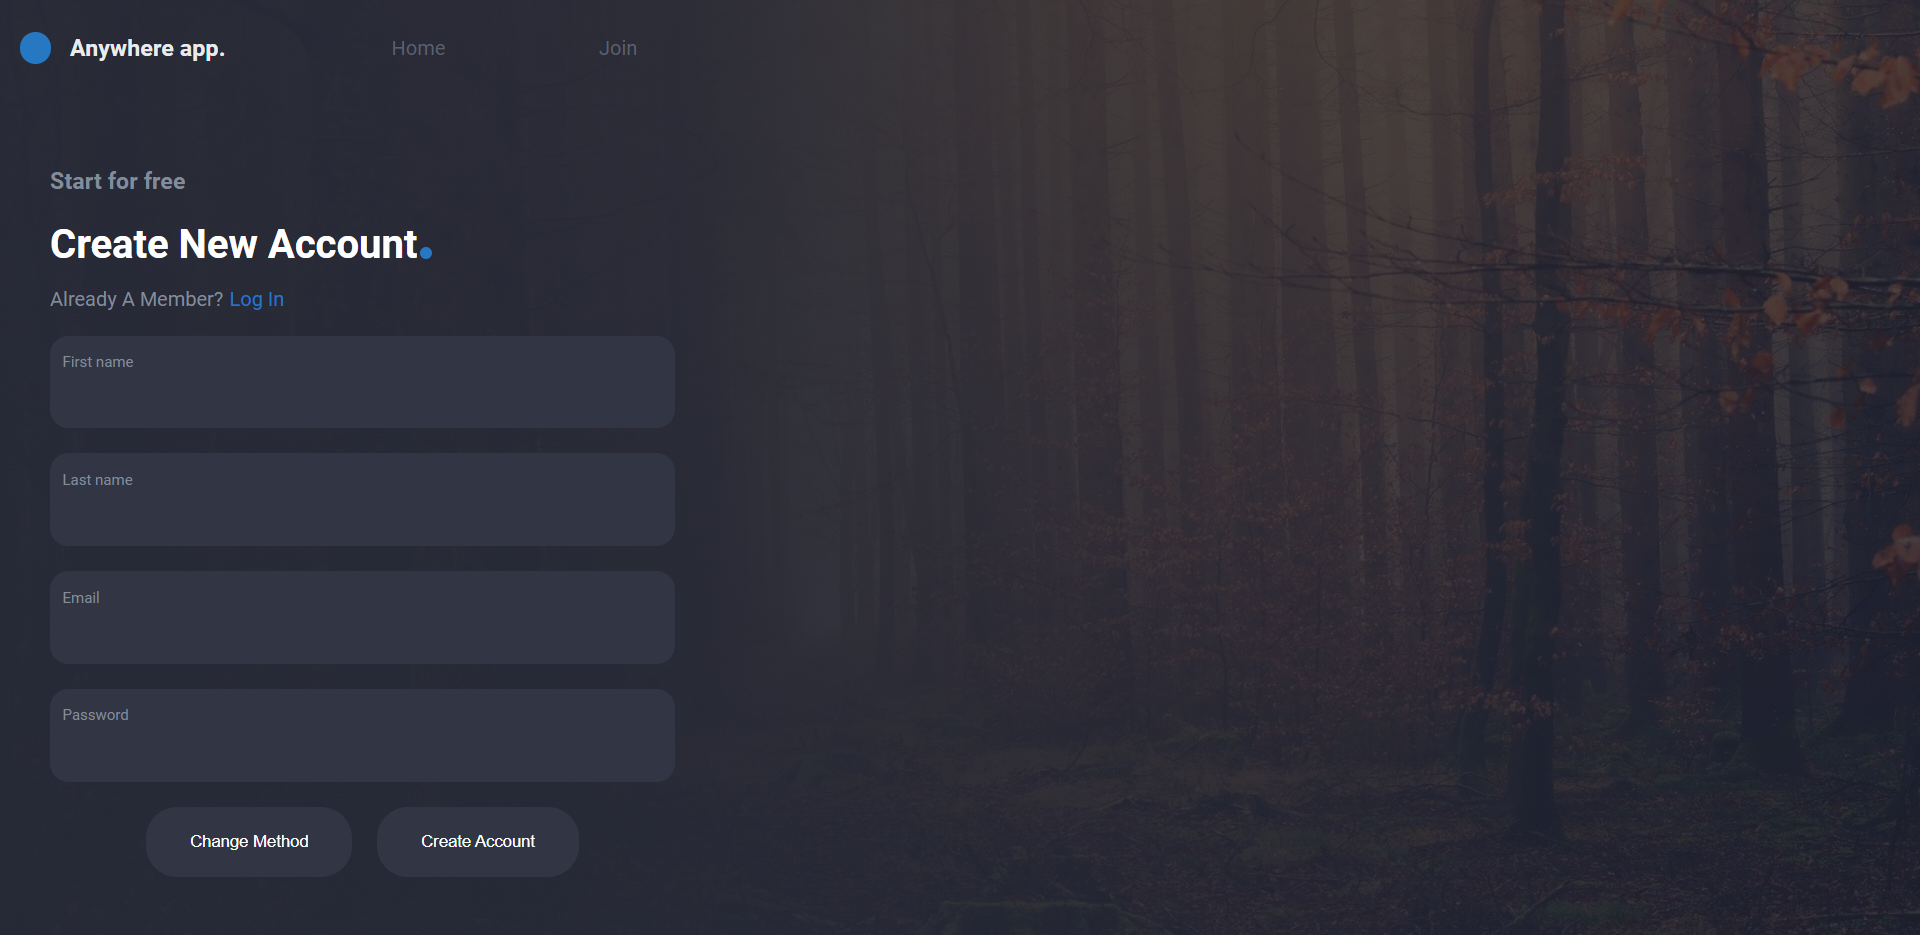 Anywhere app.
Home
Join
Start for free
Create New Account.
Already A Member? Log In
First name
Last name
Email
Password
Change Method
Create Account